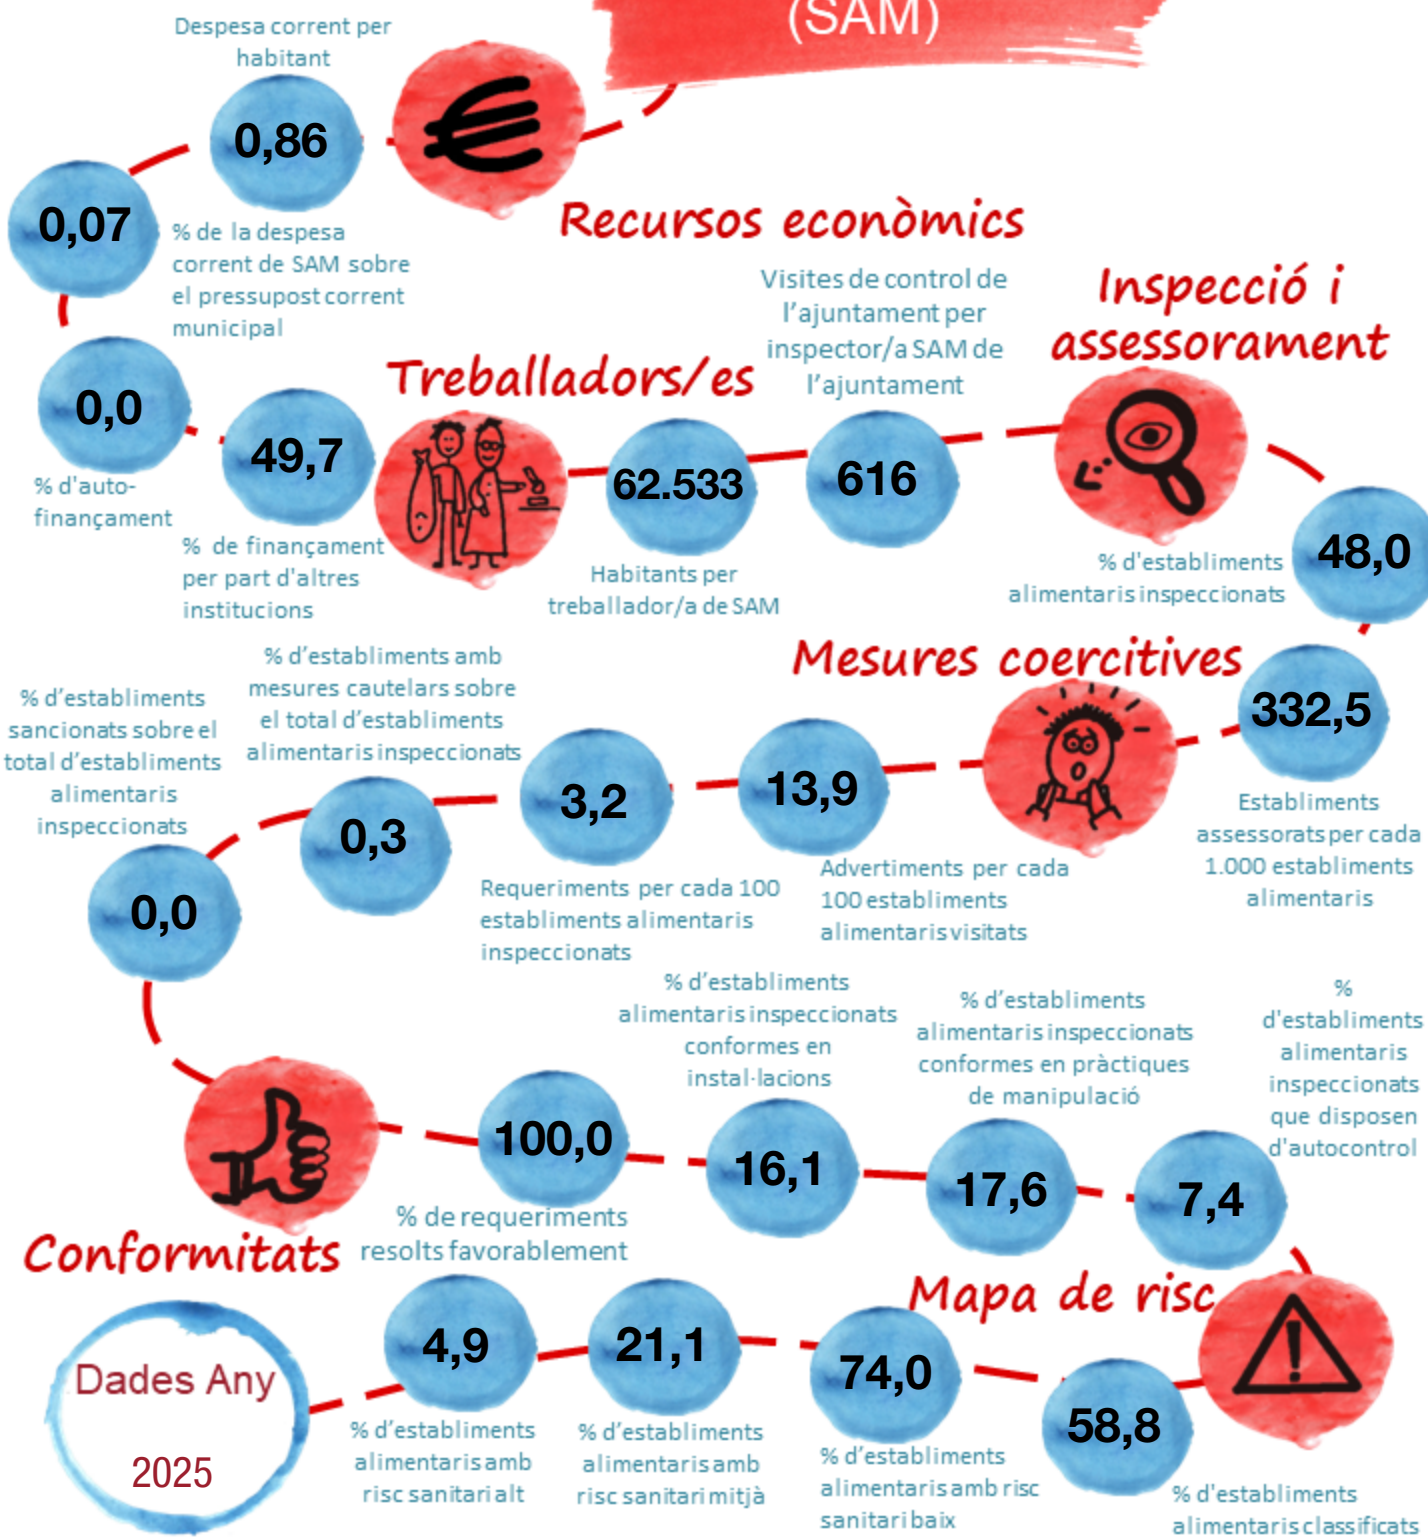 (SAM)
Despesa corrent per
habitant
0,86
0,07
% de la despesa
corrent de SAM sobre
el pressupost corrent
municipal
Recursos econòmics
0,0
% d'auto-
finançament
49,7
% de finançament
per part d'altres
institucions
Treballadors/es
62.533
Habitants per
treballador/a de SAM
Visites de control de
l'ajuntament per
inspector/a SAM de
l'ajuntament
616
Inspecció i
assessorament
48,0
% d'establiments
alimentaris inspeccionats
332,5
Establiments
assessorats per cada
1.000 establiments
alimentaris
Mesures coercitives
13,9
Advertiments per cada
100 establiments
alimentaris visitats
3,2
Requeriments per cada 100
establiments alimentaris
inspeccionats
% d'establiments amb
mesures cautelars sobre
el total d'establiments
alimentaris inspeccionats
0,3
% d'establiments
sancionats sobre el
total d'establiments
alimentaris
inspeccionats
0,0
Conformitats
100,0
% de requeriments
resolts favorablement
% d'establiments
alimentaris inspeccionats
conformes en
instal·lacions
16,1
% d'establiments
alimentaris inspeccionats
conformes en pràctiques
de manipulació
17,6
%
d'establiments
alimentaris
inspeccionats
que disposen
d'autocontrol
7,4
Mapa de risc
58,8
% d'establiments
alimentaris classificats
74,0
% d'establiments
alimentaris amb risc
sanitari baix
21,1
% d'establiments
alimentaris amb
risc sanitari mitjà
4,9
% d'establiments
alimentaris amb
risc sanitari alt
Dades Any
2025